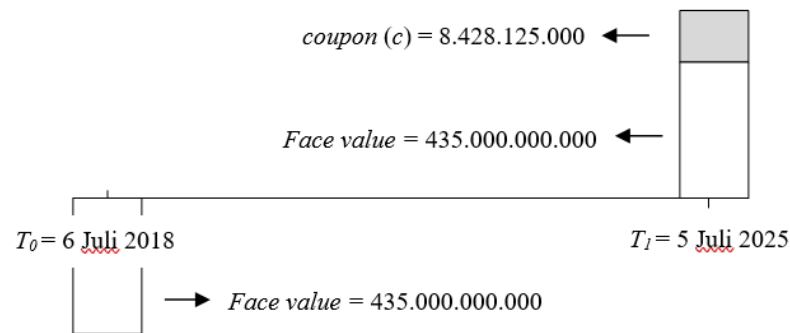 coupon (c) = 8.428.125.000
Face value = 435.000.000.000
T0= 6 Juli 2018
T1= 5 Juli 2025
Face value = 435.000.000.000